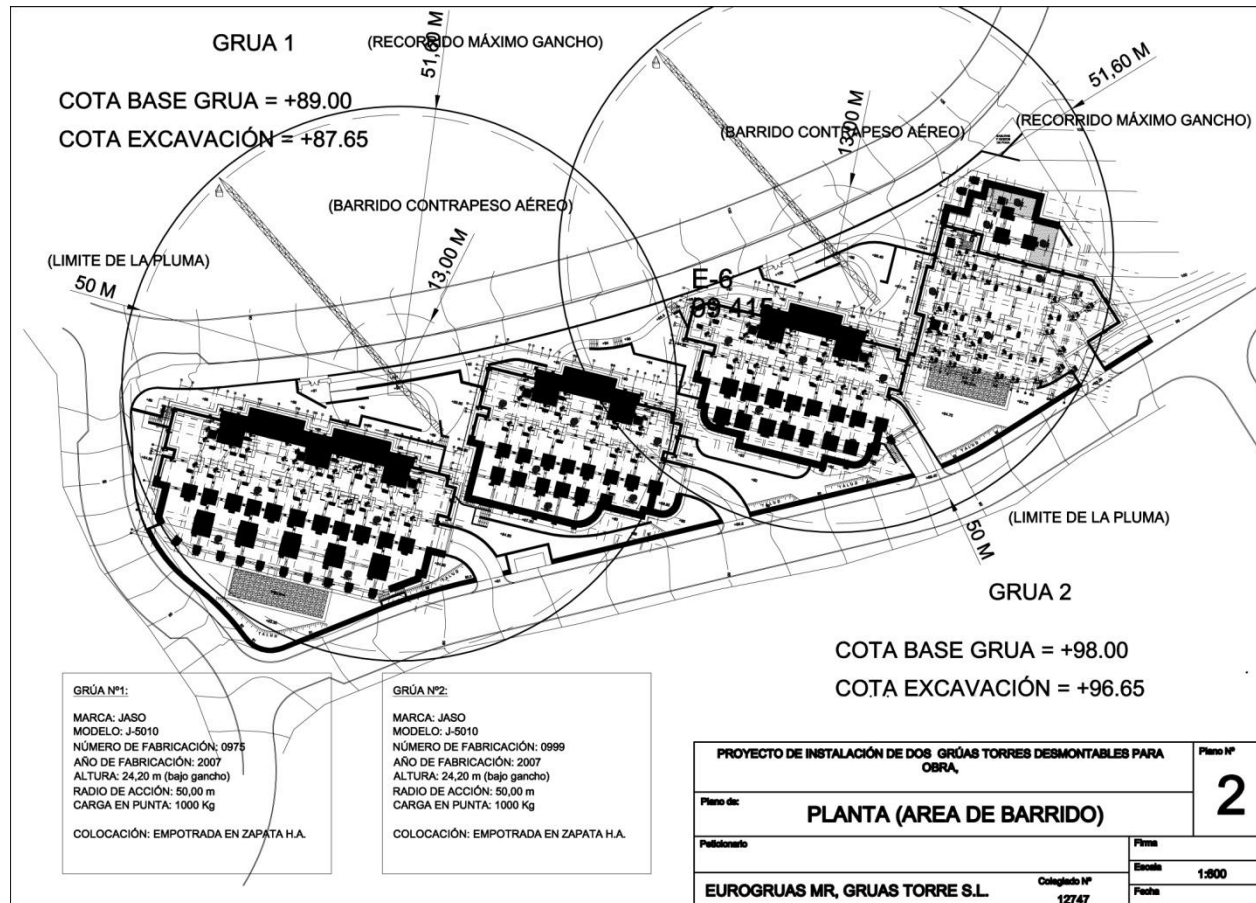 GRUA 1
(RECORRIDO MÁXIMO GANCHO)
51,60 M
COTA BASE GRUA = +89.00
COTA EXCAVACIÓN = +87.65
(BARRIDO CONTRAPESO AÉREO)
13,00 M
(LIMITE DE LA PLUMA)
50 M
51,60 M
(RECORRIDO MÁXIMO GANCHO)
(BARRIDO CONTRAPESO AÉREO)
13,00 M
E-6
99-415
TALUD
TALUD
TALUD
TALUD
TALUD
(LIMITE DE LA PLUMA)
50 M
GRUA 2
COTA BASE GRUA = +98.00
COTA EXCAVACIÓN = +96.65
GRÚA Nº1:
MARCA: JASO
MODELO: J-5010
NÚMERO DE FABRICACIÓN: 0975
AÑO DE FABRICACIÓN: 2007
ALTURA: 24,20 m (bajo gancho)
RADIO DE ACCIÓN: 50,00 m
CARGA EN PUNTA: 1000 Kg
COLOCACIÓN: EMPOTRADA EN ZAPATA H.A.
GRÚA Nº2:
MARCA: JASO
MODELO: J-5010
NÚMERO DE FABRICACIÓN: 0999
AÑO DE FABRICACIÓN: 2007
ALTURA: 24,20 m (bajo gancho)
RADIO DE ACCIÓN: 50,00 m
CARGA EN PUNTA: 1000 Kg
COLOCACIÓN: EMPOTRADA EN ZAPATA H.A.
PROYECTO DE INSTALACIÓN DE DOS GRÚAS TORRES DESMONTABLES PARA
OBRA,
Plano Nº
2
Plano de:
PLANTA (AREA DE BARRIDO)
Peticionario
Firma
Escala
1:600
EUROGRUAS MR, GRUAS TORRE S.L.
Colegiado Nº
12747
Fecha